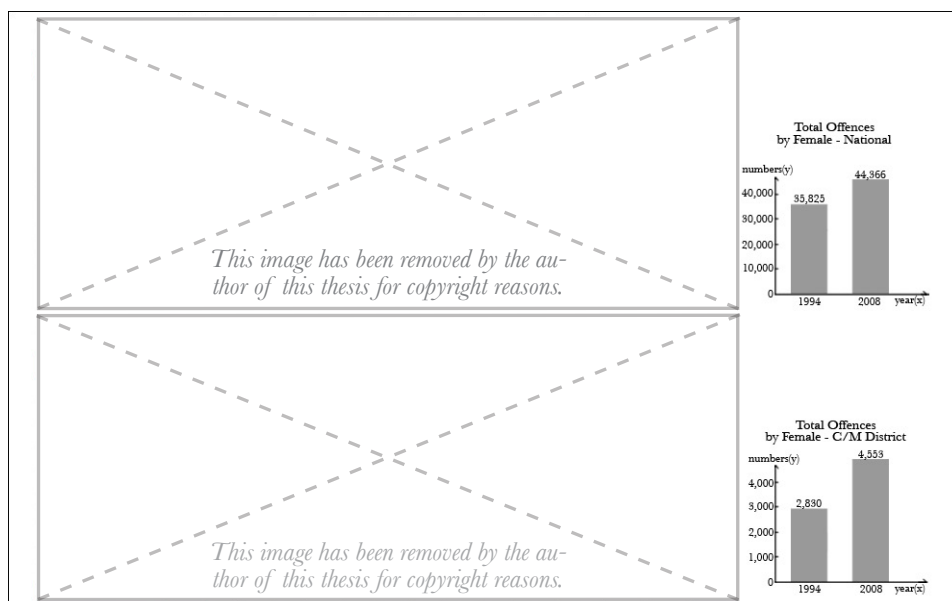 Total Offences
by Female - National
numbers(y)
44,366
40,000
35,825
30,000
20,000
10,000
0
1994 2008 year(x)
This image has been removed by the au-
thor of this thesis for copyright reasons.
Total Offences
by Female - C/M District
numbers(y)
4,553
4,000
3,000
2,830
2,000
1,000
0
1994 2008 year(x)
This image has been removed by the au-
thor of this thesis for copyright reasons.